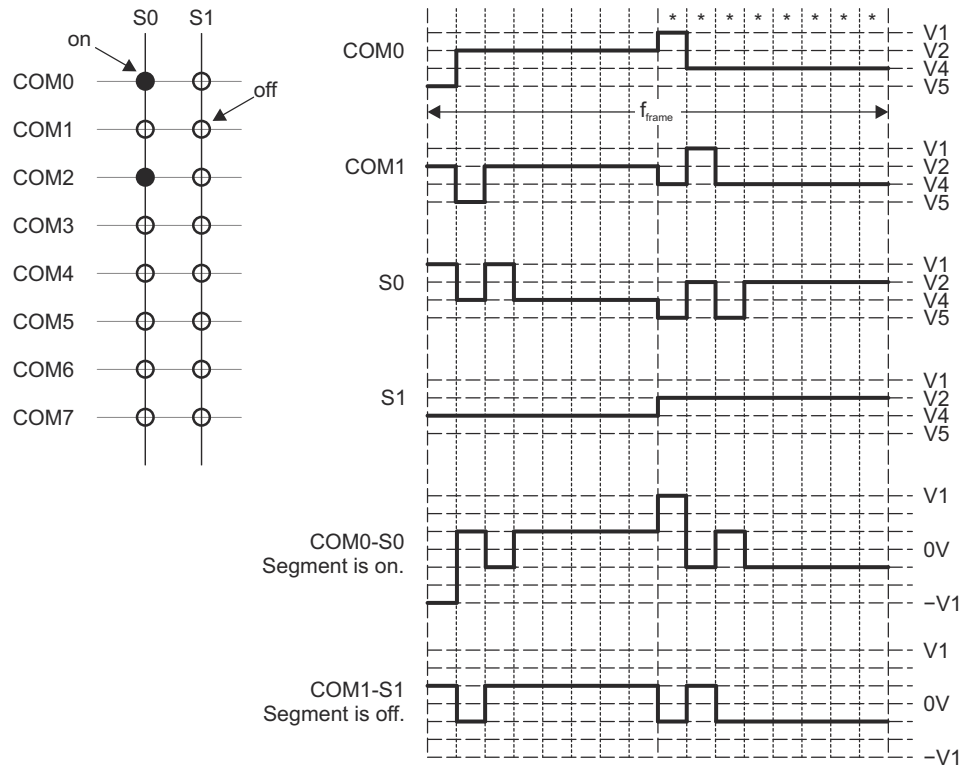 S0 S1
on
off
COM0
COM1
COM2
COM3
COM4
COM5
COM6
COM7
* * * * * * * *
COM0
V1
V2
V4
V5
fframe
COM1
V1
V2
V4
V5
S0
V1
V2
V4
V5
S1
V1
V2
V4
V5
COM0-S0
Segment is on.
V1
0V
−V1
COM1-S1
Segment is off.
V1
0V
−V1